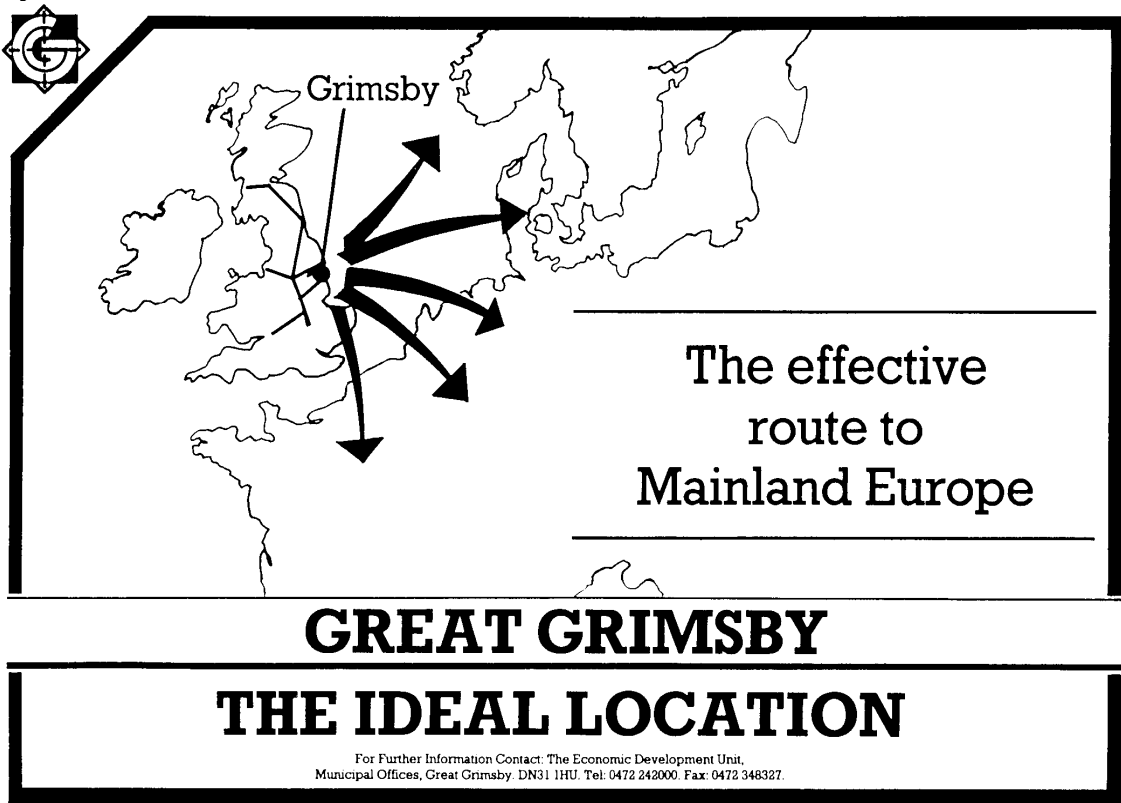 Grimsby
The effective
route to
Mainland Europe
GREAT GRIMSBY
THE IDEAL LOCATION
For Further Information Contact: The Economic Development Unit,
Municipal Offices, Great Grimsby. DN31 1HU. Tel: 0472 242000. Fax: 0472 348327.